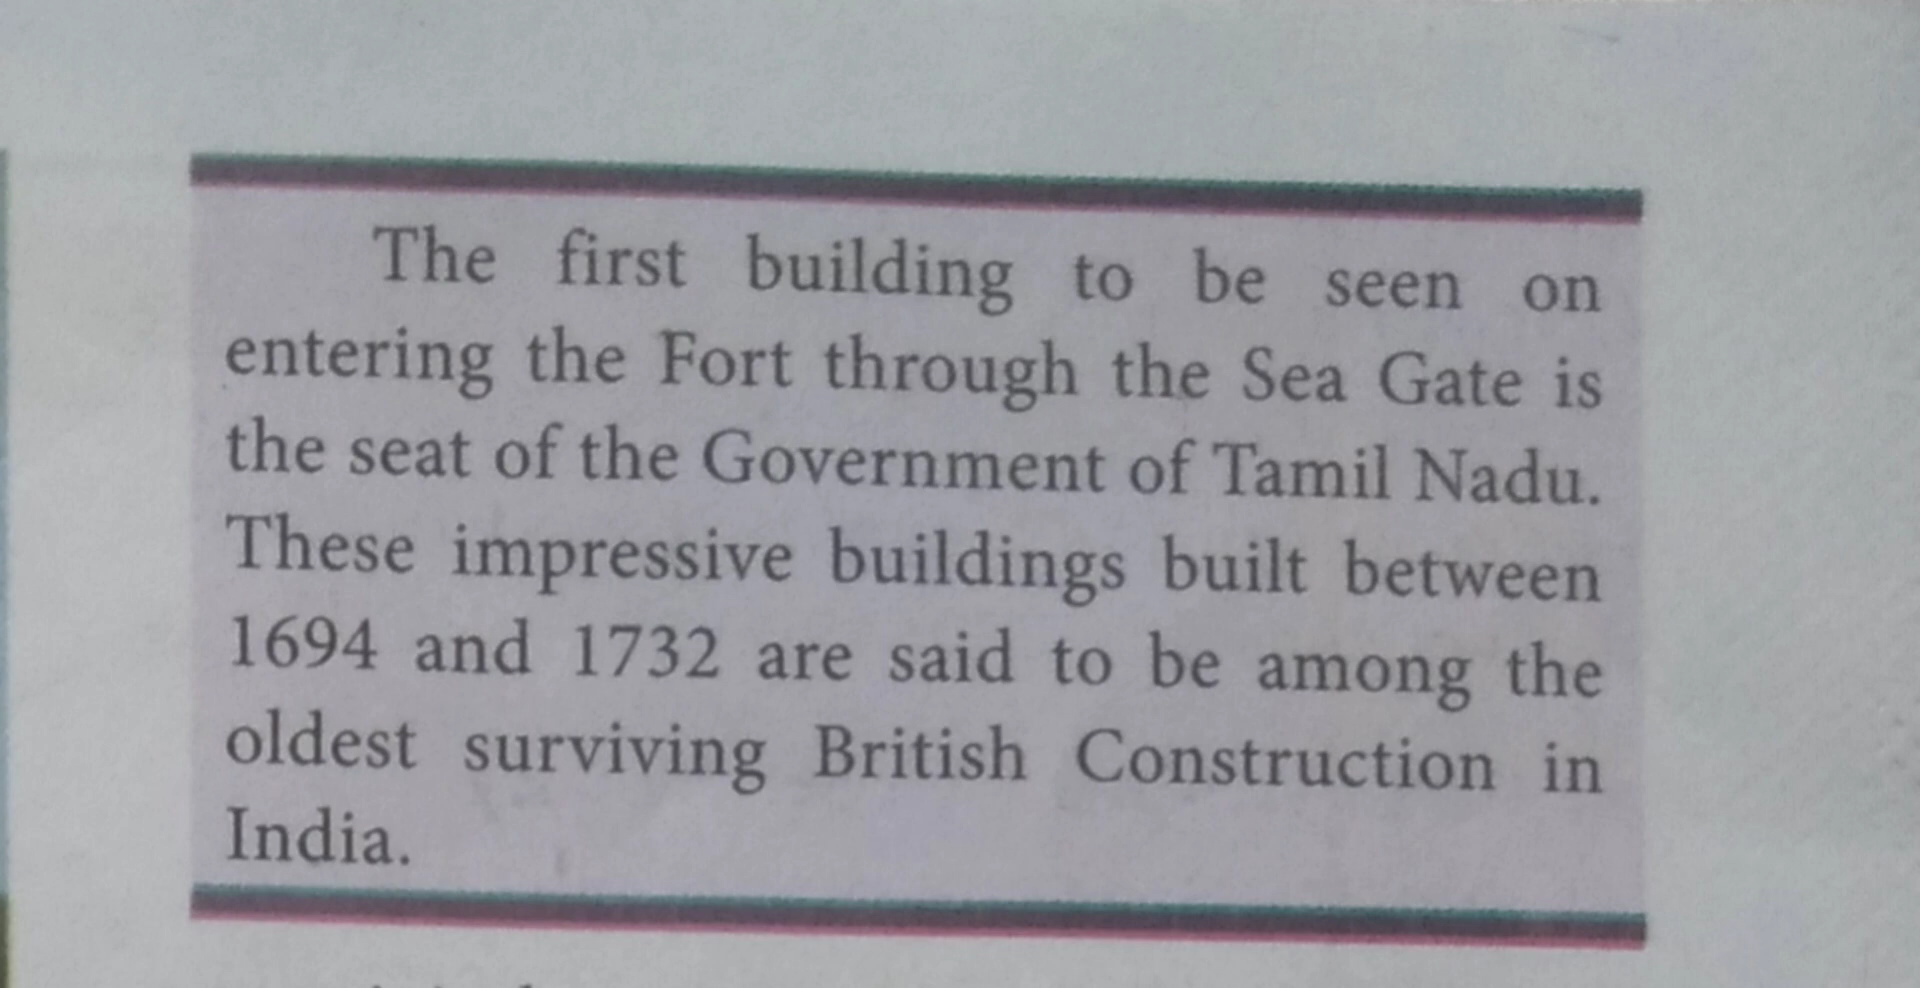 The first building to be seen on
entering the Fort through the Sea Gate is
the seat of the Government of Tamil Nadu.
These impressive buildings built between
1694 and 1732 are said to be among the
oldest surviving British Construction in
India.